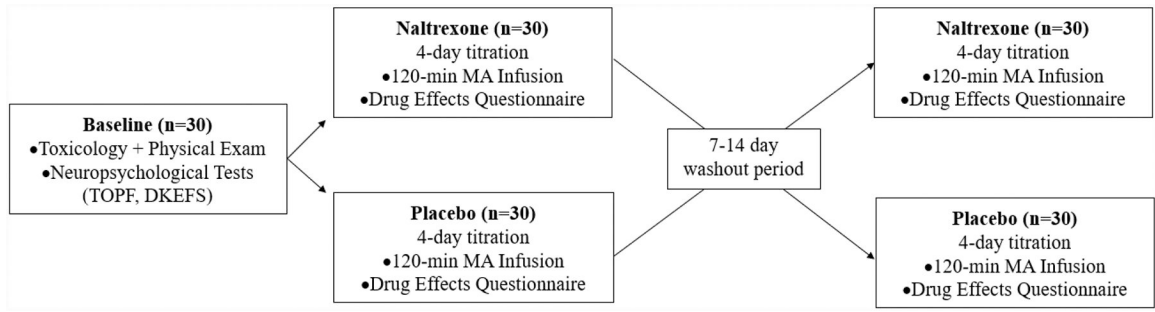 Baseline (n=30)
●Toxicology + Physical Exam
●Neuropsychological Tests
(TOPF, DKEFS)
Naltrexone (n=30)
4-day titration
●120-min MA Infusion
●Drug Effects Questionnaire
Placebo (n=30)
4-day titration
●120-min MA Infusion
●Drug Effects Questionnaire
7-14 day
washout period
Naltrexone (n=30)
4-day titration
●120-min MA Infusion
●Drug Effects Questionnaire
Placebo (n=30)
4-day titration
●120-min MA Infusion
●Drug Effects Questionnaire